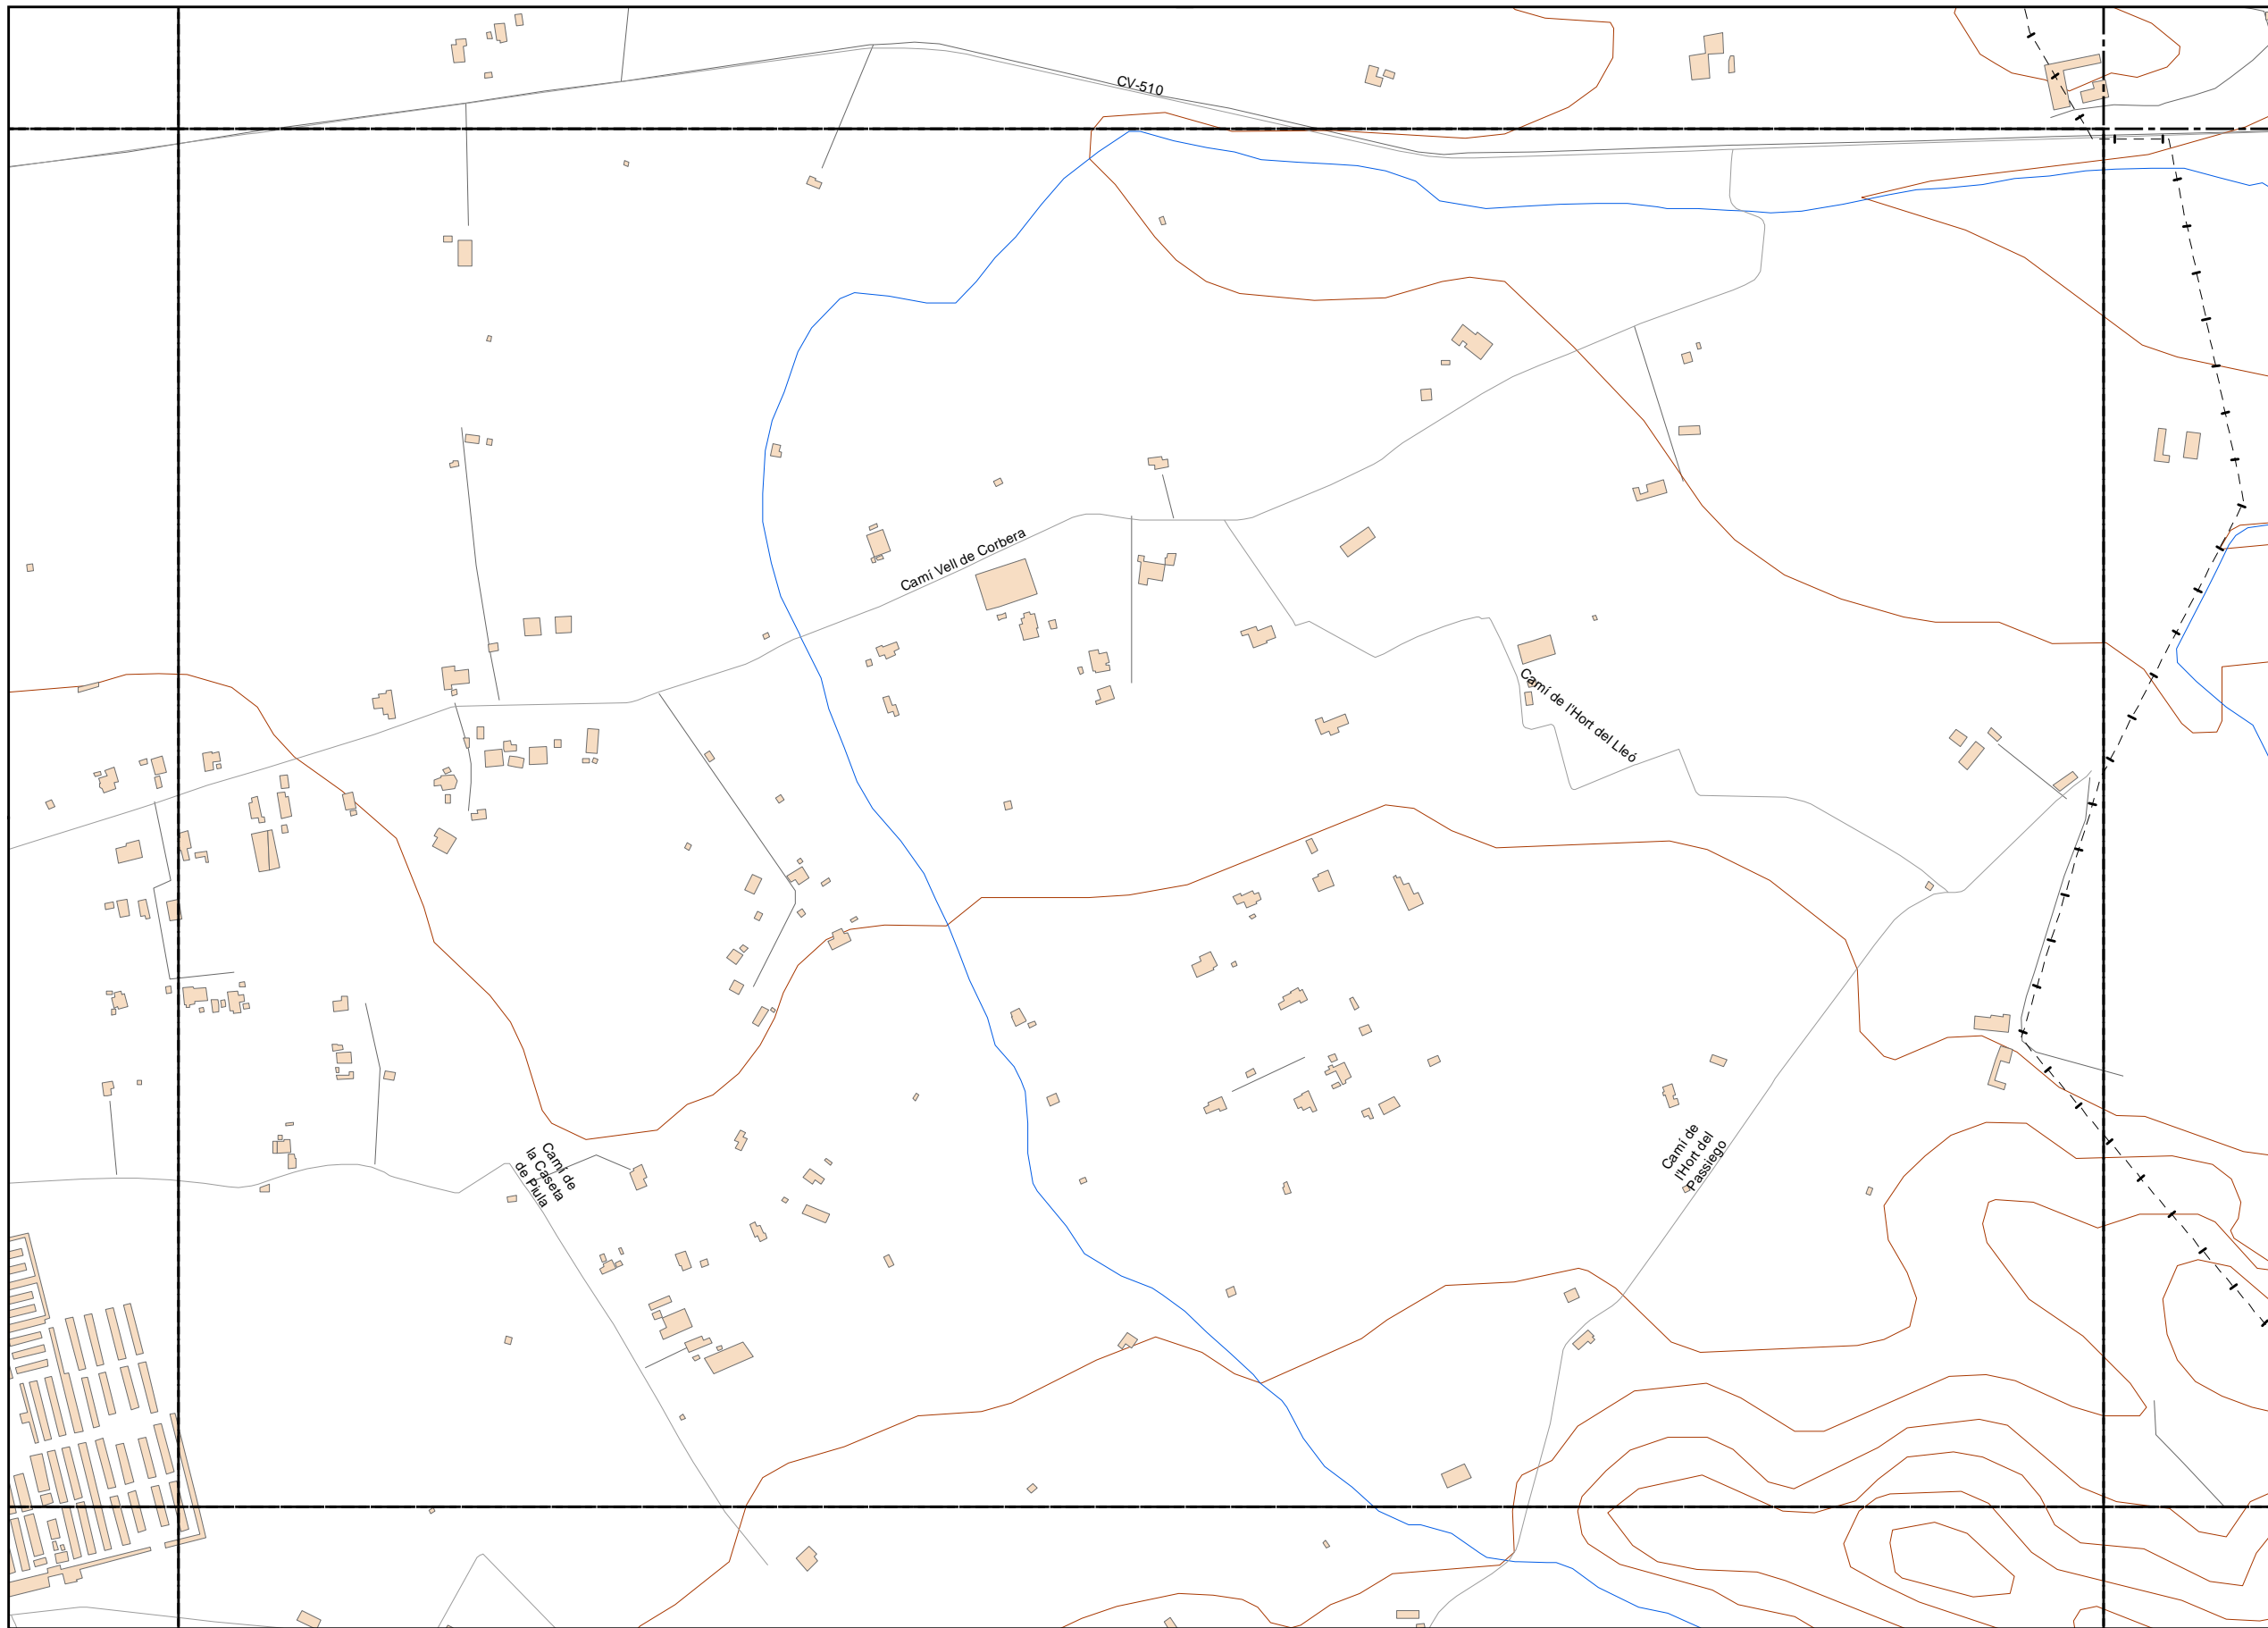 CV-510
Camí Vell de Corbera
Camí de l'Hort del Lleó
Camí de
la Caseta
de Piula
Camí de
l'Hort del
Passiego